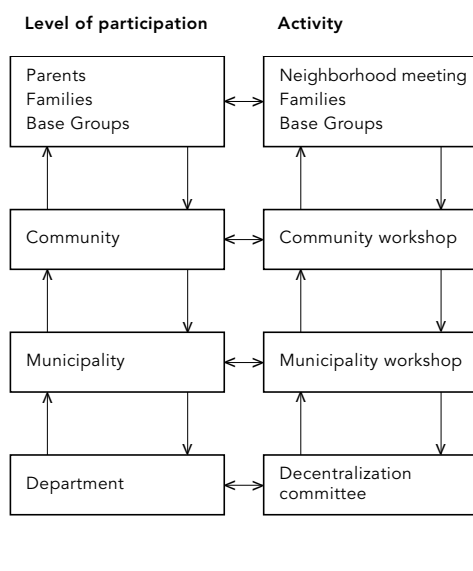 Level of participation
Activity
Parents
Families
Base Groups
Neighborhood meeting
Families
Base Groups
Community
Community workshop
Municipality
Municipality workshop
Department
Decentralization
committee